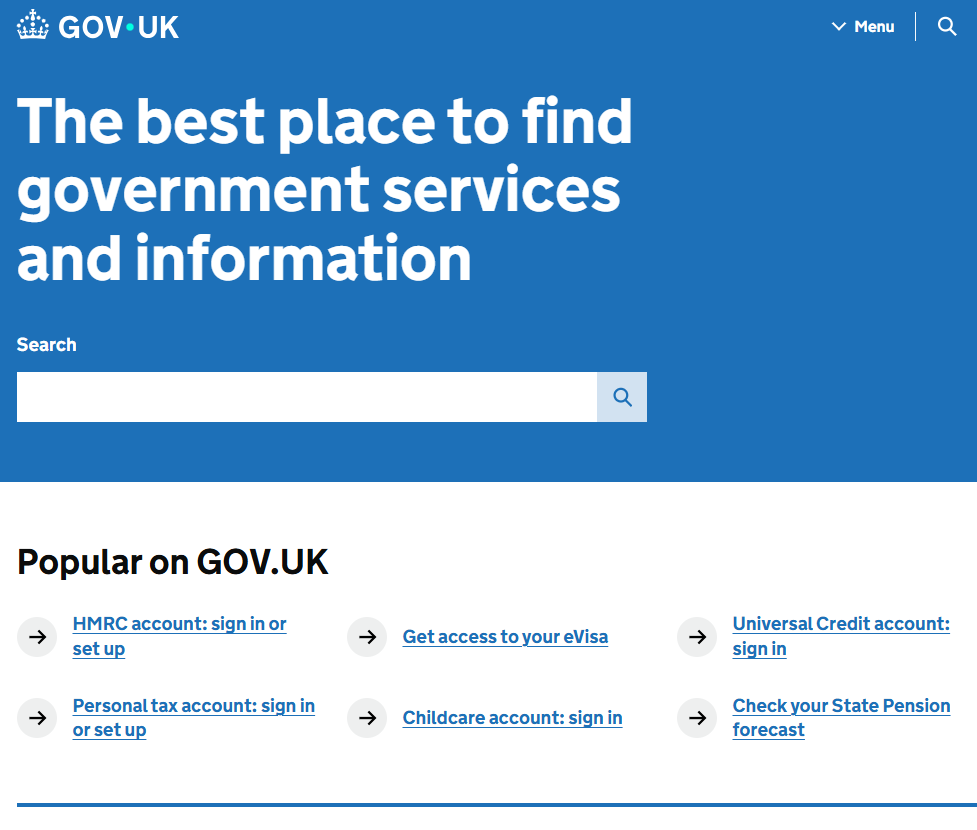 GOV·UK
Menu
The best place to find
government services
and information
Search
Popular on GOV.UK
HMRC account: sign in or
set up
Get access to your eVisa
Universal Credit account:
sign in
Personal tax account: sign in
or set up
Childcare account: sign in
Check your State Pension
forecast